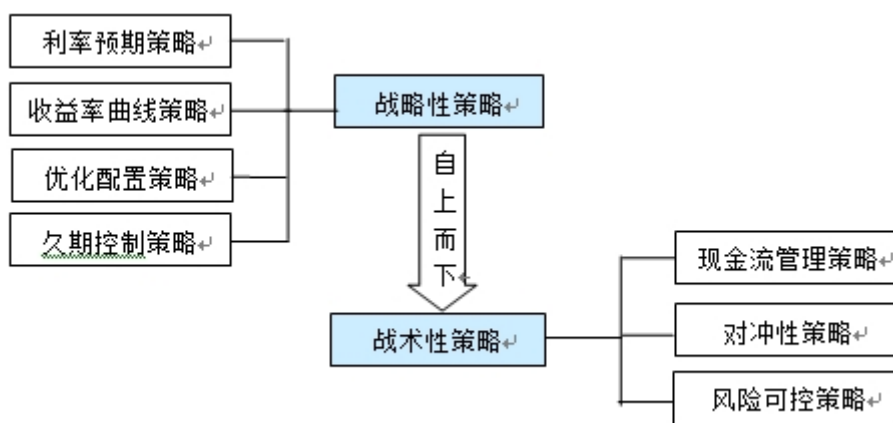 利率预期策略
收益率曲线策略
优化配置策略
久期控制策略
战略性策略
自上而下
战术性策略
现金流管理策略
对冲性策略
风险可控策略